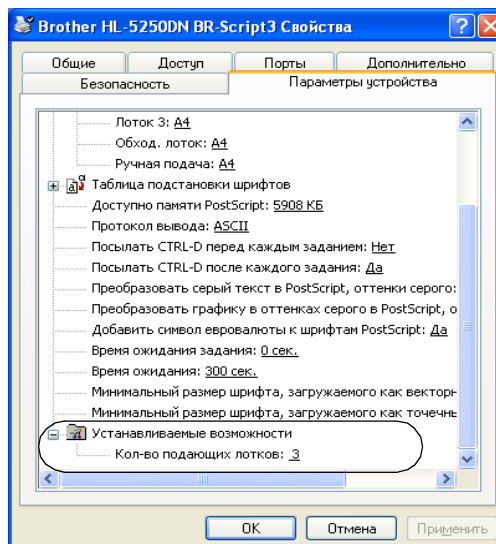 Brother HL-5250DN BR-Script3 Свойства
Общие Доступ Порты Дополнительно
Безопасность Параметры устройства
Лоток 3: A4
Обход. лоток: A4
Ручная подача: A4
Таблица подстановки шрифтов
Доступно памяти PostScript: 5908 КБ
Протокол вывода: ASCII
Посылать CTRL-D перед каждым заданием: Нет
Посылать CTRL-D после каждого задания: Да
Преобразовать серый текст в PostScript, оттенки серого:
Преобразовать графику в оттенках серого в PostScript, о
Добавить символ евровалюты к шрифтам PostScript: Да
Время ожидания задания: 0 сек.
Время ожидания: 300 сек.
Минимальный размер шрифта, загружаемого как векторн
Минимальный размер шрифта, загружаемого как точечны
Устанавливаемые возможности
Кол-во подающих лотков: 3
OK Отмена Применить